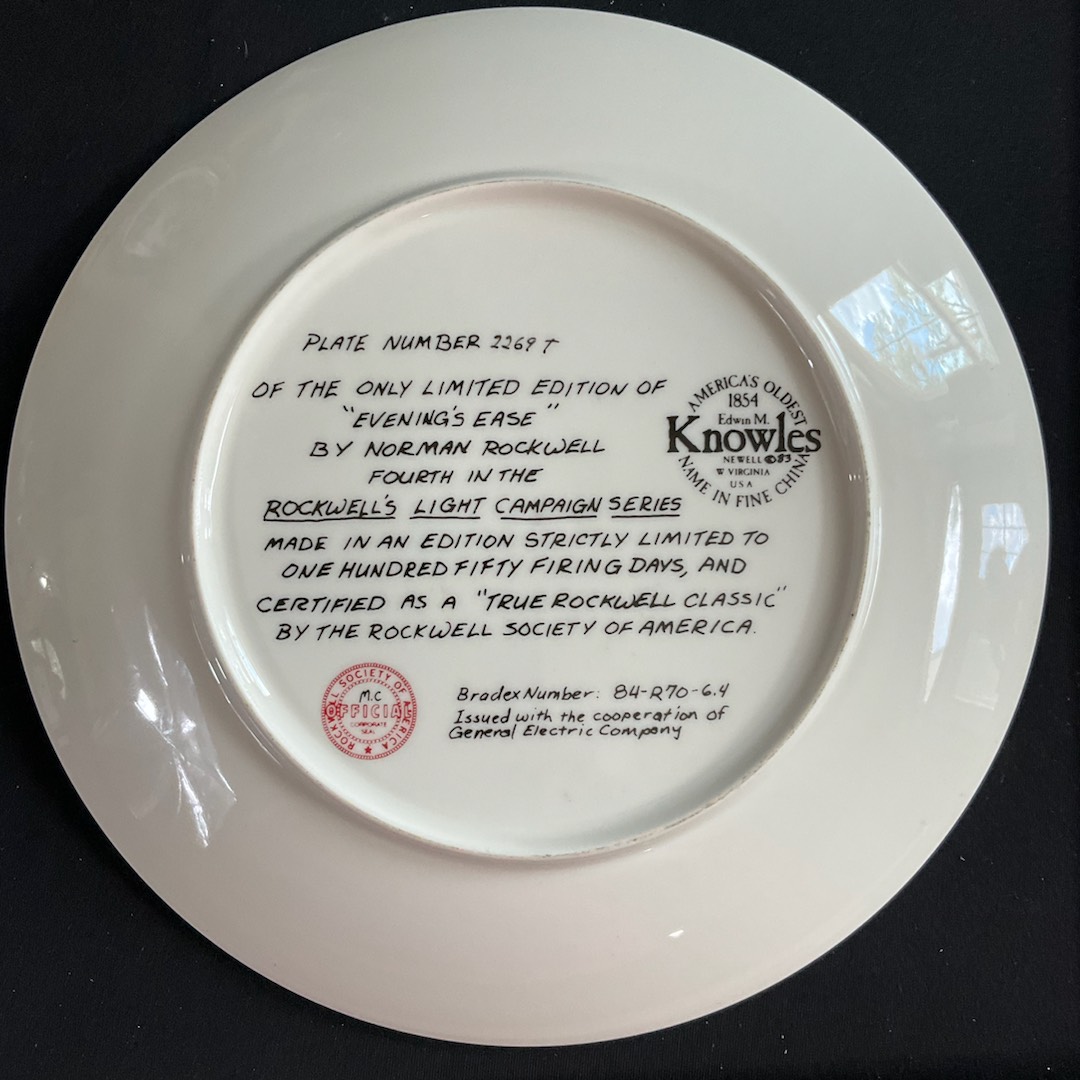 PLATE NUMBER 2269 T
OF THE ONLY LIMITED EDITION OF
"EVENING'S EASE"
BY NORMAN ROCKWELL
FOURTH IN THE
ROCKWELL'S LIGHT CAMPAIGN SERIES
MADE IN AN EDITION STRICTLY LIMITED TO
ONE HUNDRED FIFTY FIRING DAYS, AND
CERTIFIED AS A "TRUE ROCKWELL CLASSIC"
BY THE ROCKWELL SOCIETY OF AMERICA.
AMERICA'S OLDEST
1854
Edwin M.
Knowles
NEWELL © 83
W VIRGINIA
USA
NAME IN FINE CHINA
ROCK L SOCIETY OF AMERICA
M.C
OFFICIAL
CORPORATE
SEAL
Bradex Number: 84-R70-6.4
Issued with the cooperation of
General Electric Company